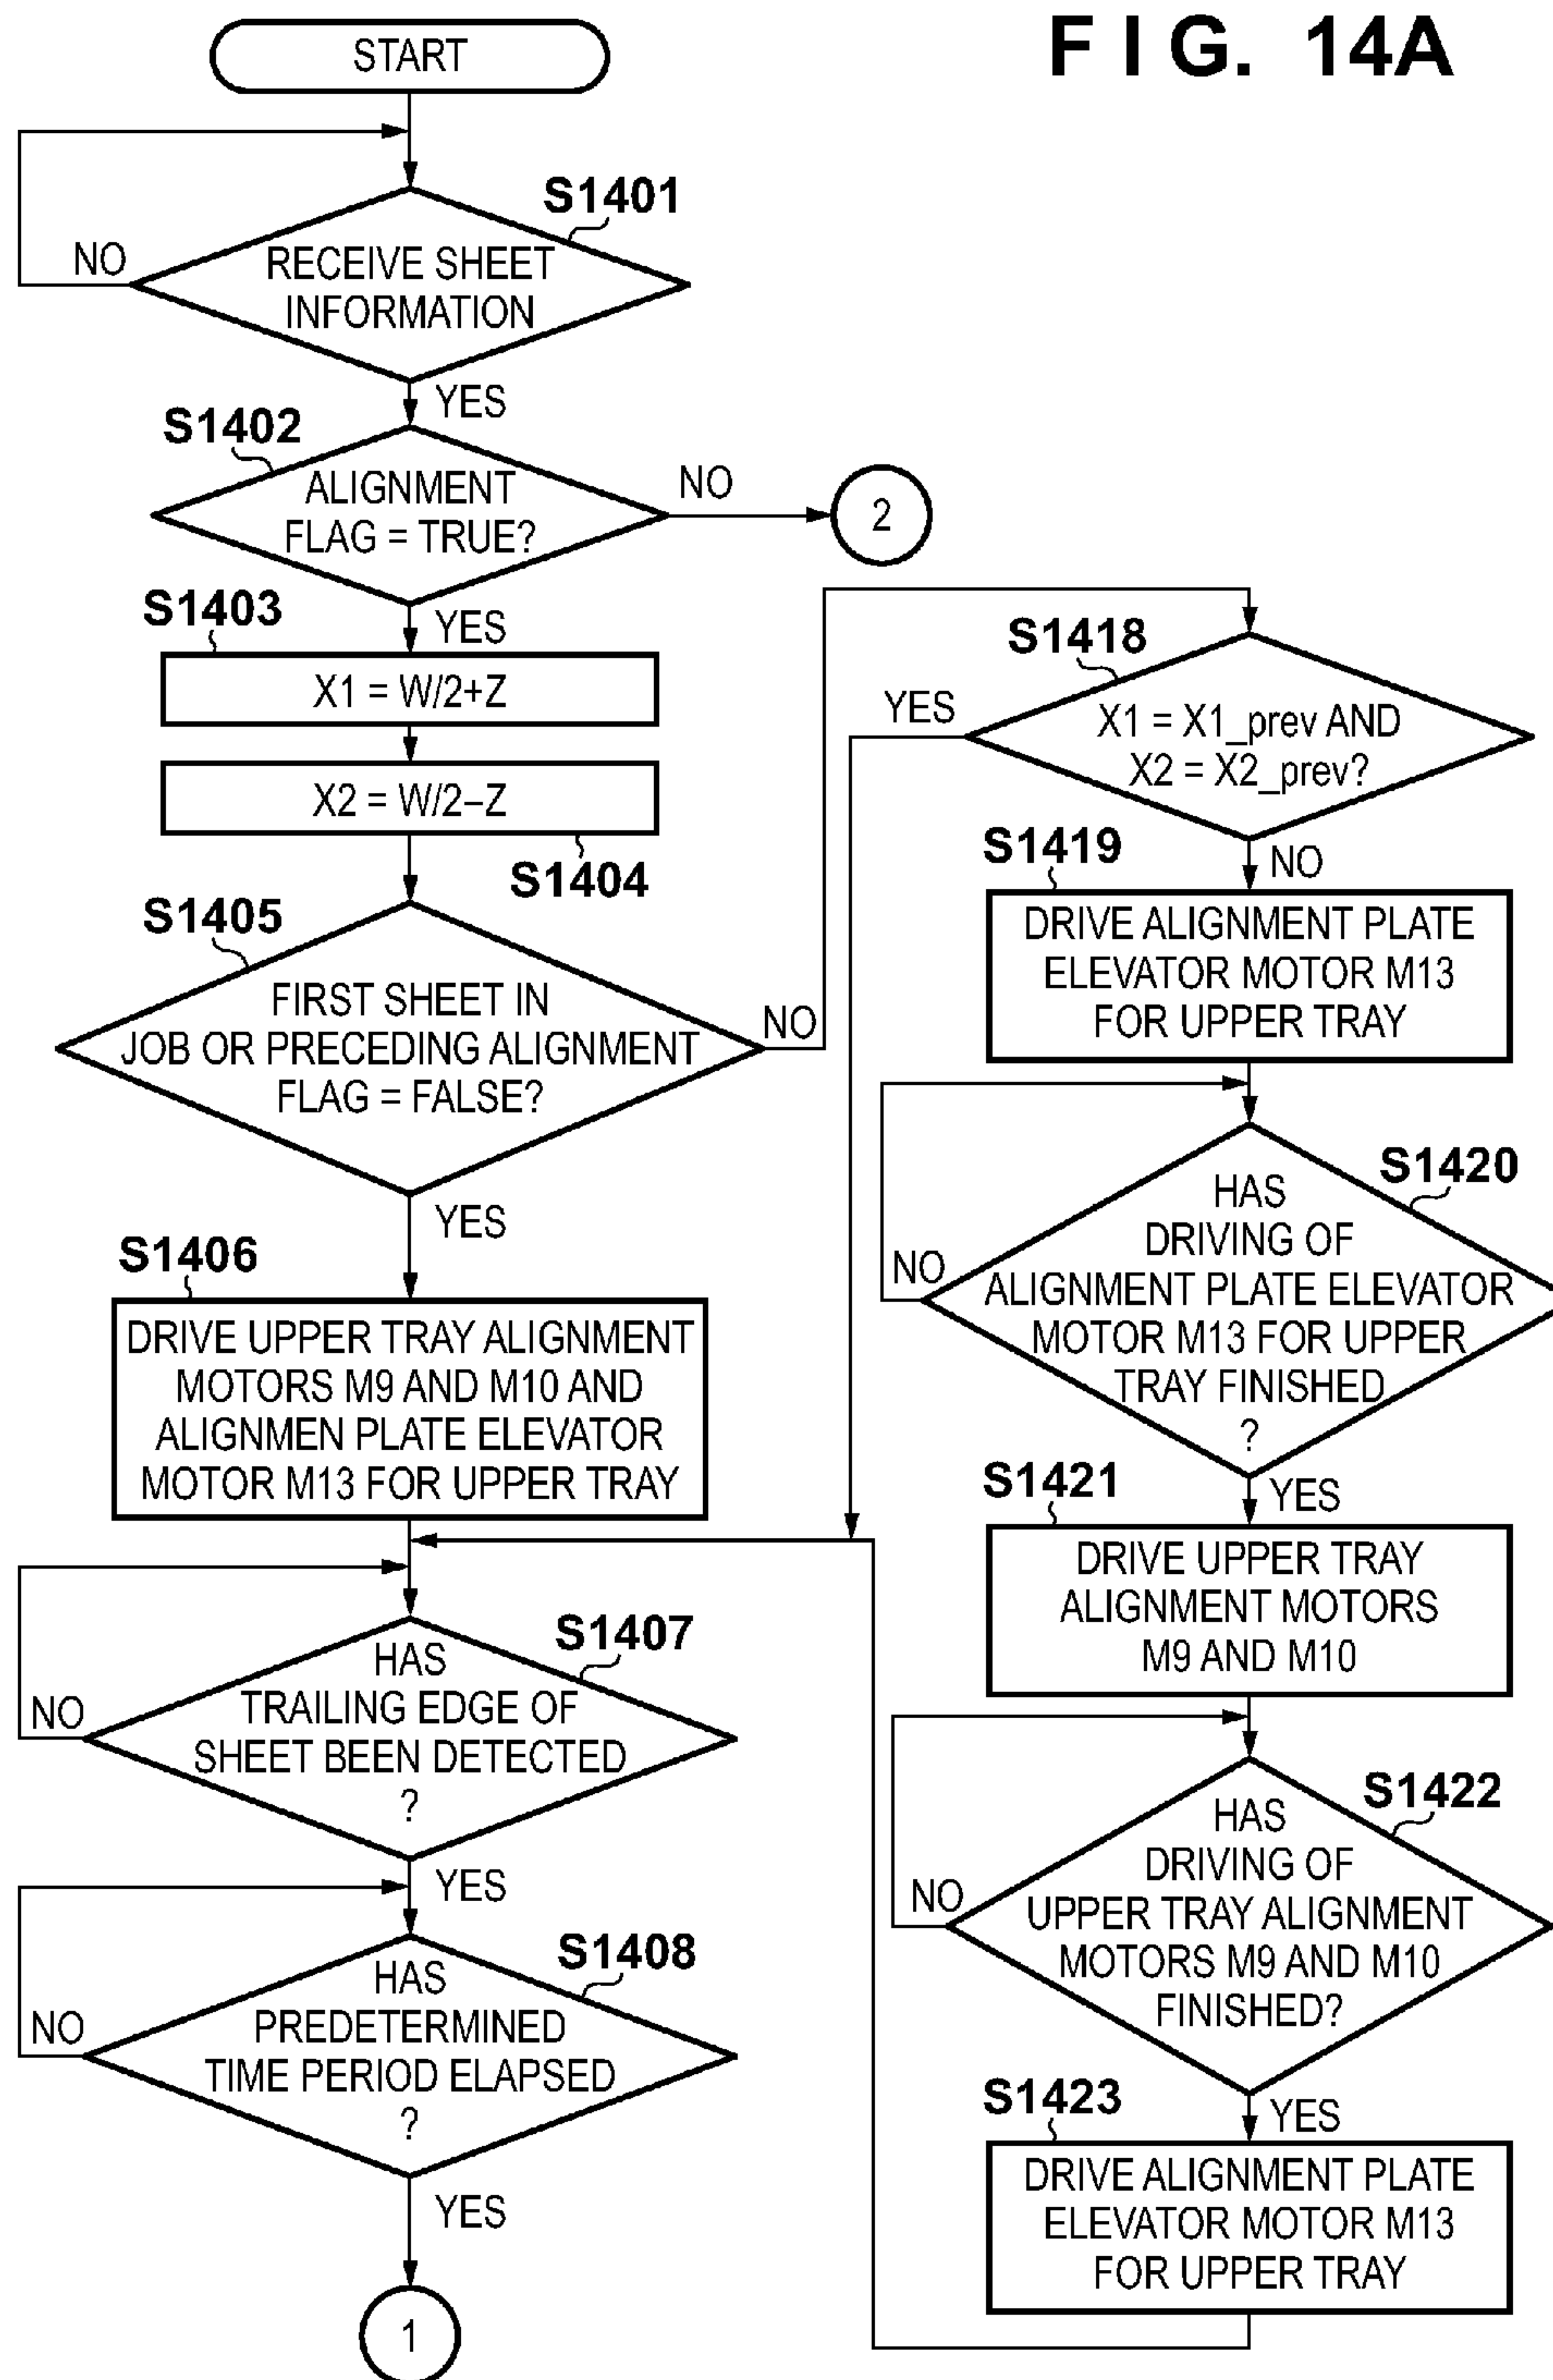 F I G. 14A
START
S1401
RECEIVE SHEET
INFORMATION
NO
YES
S1402
ALIGNMENT
FLAG = TRUE?
NO
2
YES
S1403
X1 = W/2+Z
X2 = W/2–Z
S1404
S1405
FIRST SHEET IN
JOB OR PRECEDING ALIGNMENT
FLAG = FALSE?
NO
YES
S1406
DRIVE UPPER TRAY ALIGNMENT
MOTORS M9 AND M10 AND
ALIGNMEN PLATE ELEVATOR
MOTOR M13 FOR UPPER TRAY
S1407
HAS
TRAILING EDGE OF
SHEET BEEN DETECTED
?
NO
YES
S1408
HAS
PREDETERMINED
TIME PERIOD ELAPSED
?
NO
YES
1
S1418
X1 = X1_prev AND
X2 = X2_prev?
YES
NO
S1419
DRIVE ALIGNMENT PLATE
ELEVATOR MOTOR M13
FOR UPPER TRAY
S1420
HAS
DRIVING OF
ALIGNMENT PLATE ELEVATOR
MOTOR M13 FOR UPPER
TRAY FINISHED
?
NO
YES
S1421
DRIVE UPPER TRAY
ALIGNMENT MOTORS
M9 AND M10
S1422
HAS
DRIVING OF
UPPER TRAY ALIGNMENT
MOTORS M9 AND M10
FINISHED?
NO
YES
S1423
DRIVE ALIGNMENT PLATE
ELEVATOR MOTOR M13
FOR UPPER TRAY